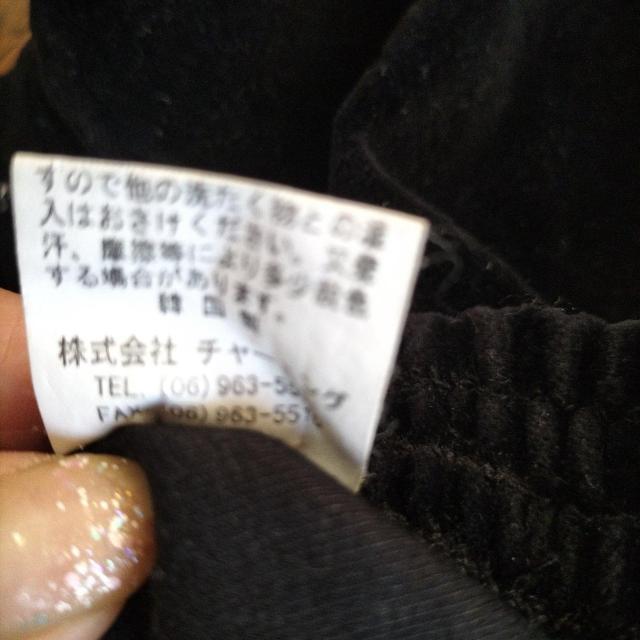 すので他の洗たく物との混
入はおさけください。又、雨や
汗、摩擦等により多少脱色
する場合があります。
韓国製
株式会社 チャー
TEL. (06) 963-55
FAX. (06) 963-551